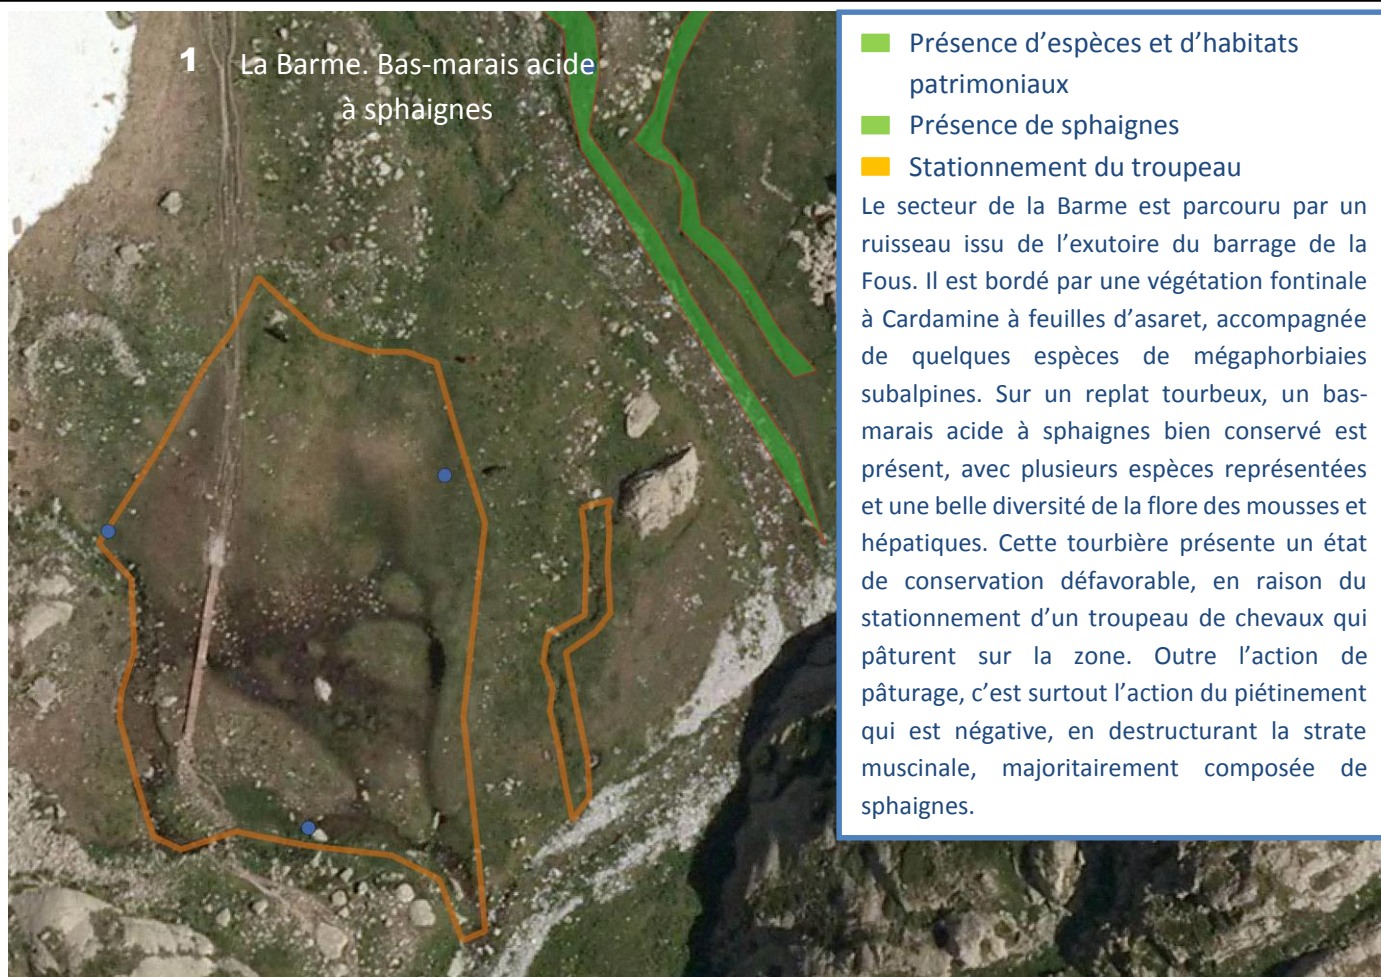 1 La Barme. Bas-marais acide
à sphaignes
Présence d’espèces et d’habitats
patrimoniaux
Présence de sphaignes
Stationnement du troupeau
Le secteur de la Barme est parcouru par un
ruisseau issu de l’exutoire du barrage de la
Fous. Il est bordé par une végétation fontinale
à Cardamine à feuilles d’asaret, accompagnée
de quelques espèces de mégaphorbiaies
subalpines. Sur un replat tourbeux, un bas-
marais acide à sphaignes bien conservé est
présent, avec plusieurs espèces représentées
et une belle diversité de la flore des mousses et
hépatiques. Cette tourbière présente un état
de conservation défavorable, en raison du
stationnement d’un troupeau de chevaux qui
pâturent sur la zone. Outre l’action de
pâturage, c’est surtout l’action du piétinement
qui est négative, en destructurant la strate
muscinale, majoritairement composée de
sphaignes.